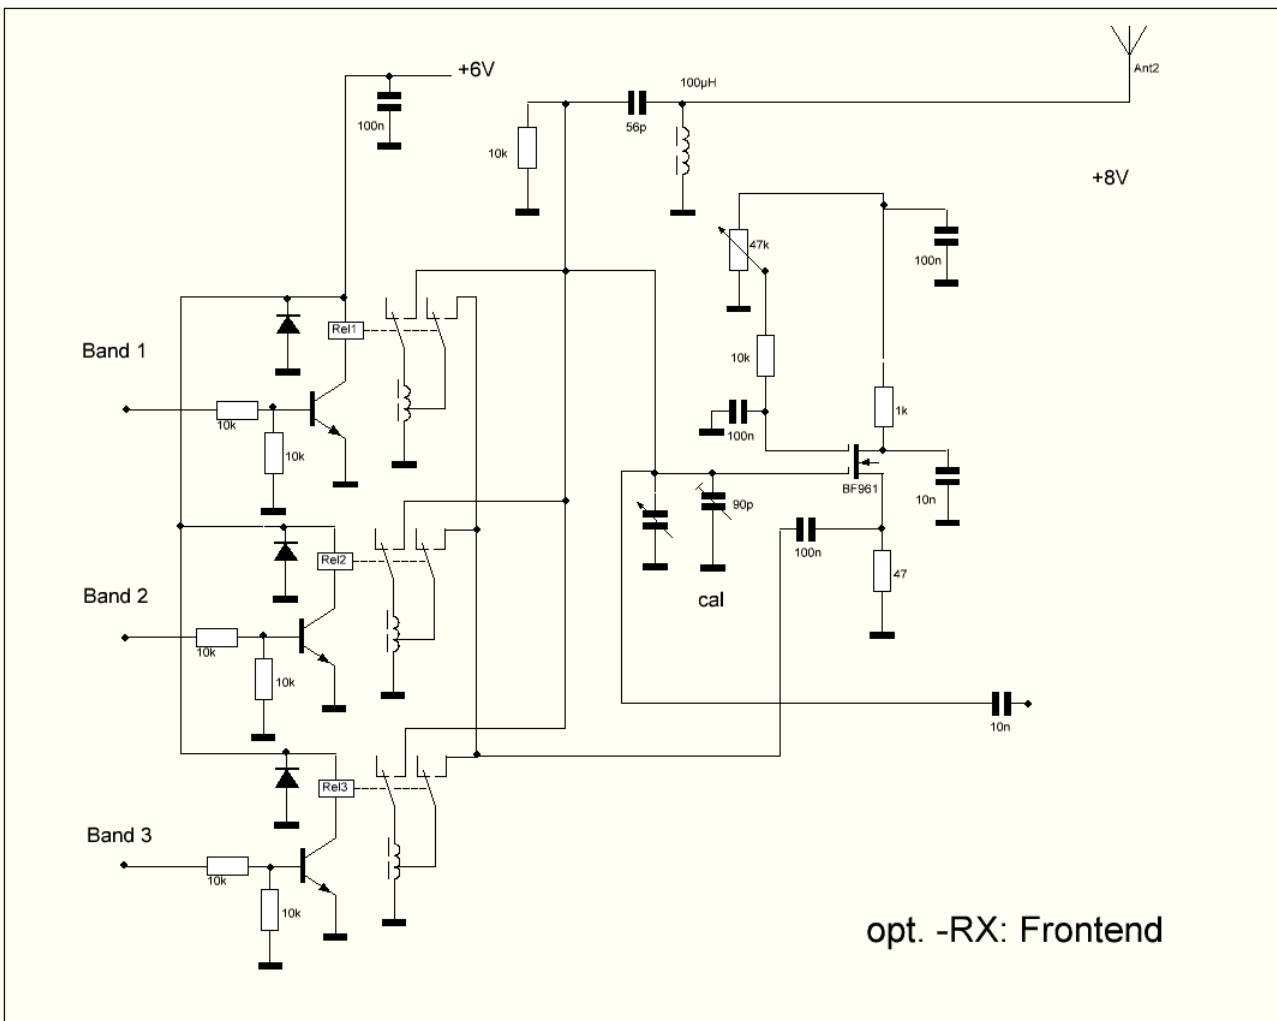 +6V
100n
10k
56p
100µH
Ant2
+8V
47k
100n
Rel1
Band 1
10k
10k
10k
1k
100n
BF961
10n
90p
100n
cal
47
Rel2
Band 2
10k
10k
10n
Rel3
Band 3
10k
10k
opt. -RX: Frontend